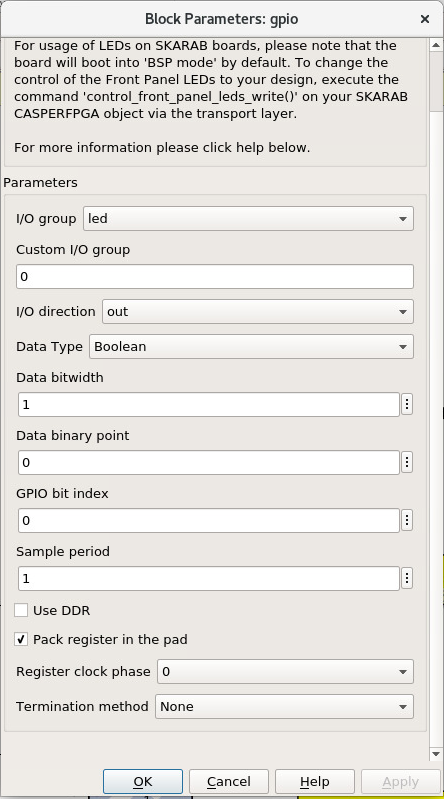 Block Parameters: gpio
For usage of LEDs on SKARAB boards, please note that the
board will boot into 'BSP mode' by default. To change the
control of the Front Panel LEDs to your design, execute the
command 'control_front_panel_leds_write()' on your SKARAB
CASPERFPGA object via the transport layer.
For more information please click help below.
Parameters
I/O group led
Custom I/O group
0
I/O direction out
Data Type Boolean
Data bitwidth
1
Data binary point
0
GPIO bit index
0
Sample period
1
Use DDR
Pack register in the pad
Register clock phase 0
Termination method None
OK Cancel Help Apply